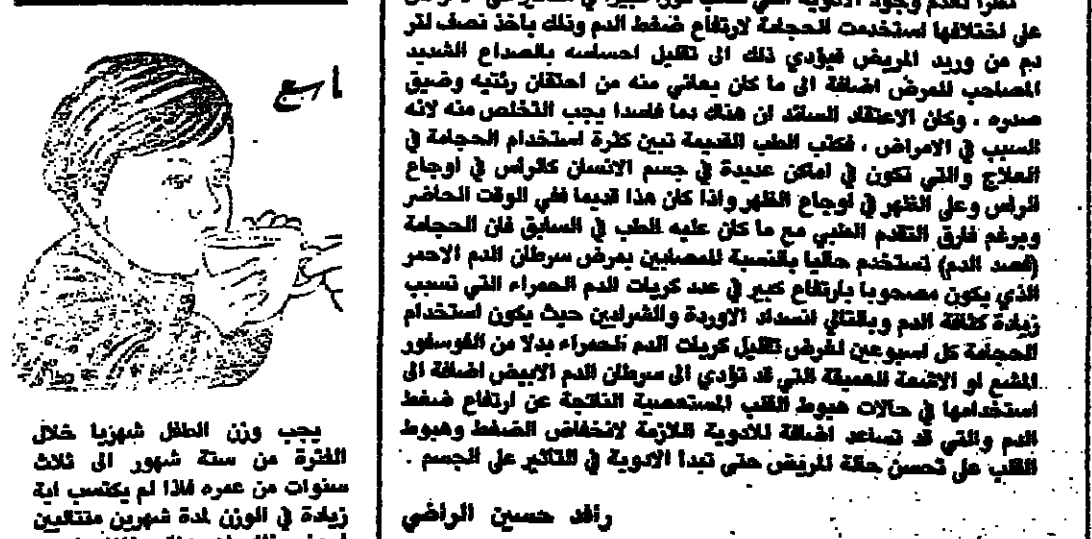 على اختلافها استخدمت الحجامة لارتفاع ضغط الدم وذلك باخذ نصف لتر
دم من وريد المريض فيؤدي ذلك الى تقليل احساسه بالصداع الشديد
المصاحب للمرض اضافة الى ما كان يعاني منه من احتقان رئتيه وضيق
صدره . وكان الاعتقاد السائد ان هناك دما فاسدا يجب التخلص منه لانه
السبب في الامراض . فكتب الطب القديمة تبين كثرة استخدام الحجامة في
العلاج والتي تكون في اماكن عديدة في جسم الانسان كالراس في اوجاع
الراس وعلى الظهر في اوجاع الظهر واذا كان هذا قديما ففي الوقت الحاضر
وبرغم فارق التقدم الطبي مع ما كان عليه الطب في السابق فان الحجامة
(فصد الدم) تستخدم حاليا بالنسبة للمصابين بمرض سرطان الدم الاحمر
الذي يكون مصحوبا بارتفاع كبير في عدد كريات الدم الحمراء التي تسبب
زيادة كثافة الدم وبالتالي انسداد الاوردة والشرايين حيث يكون استخدام
الحجامة كل اسبوعين لغرض تقليل كريات الدم الحمراء بدلا من الفوسفور
المشع او الاشعة العميقة التي قد تؤدي الى سرطان الدم الابيض اضافة الى
استخدامها في حالات هبوط القلب المستعصية الناتجة عن ارتفاع ضغط
الدم والتي قد تساعد اضافة للادوية اللازمة لانخفاض الضغط وهبوط
القلب على تحسن حالة المريض حتى تبدا الادوية في التاثير على الجسم .
رافد حسين الراضي
يجب وزن الطفل شهريا خلال
الفترة من ستة شهور الى ثلاث
سنوات من عمره فاذا لم يكتسب اية
زيادة في الوزن لمدة شهرين متتاليين